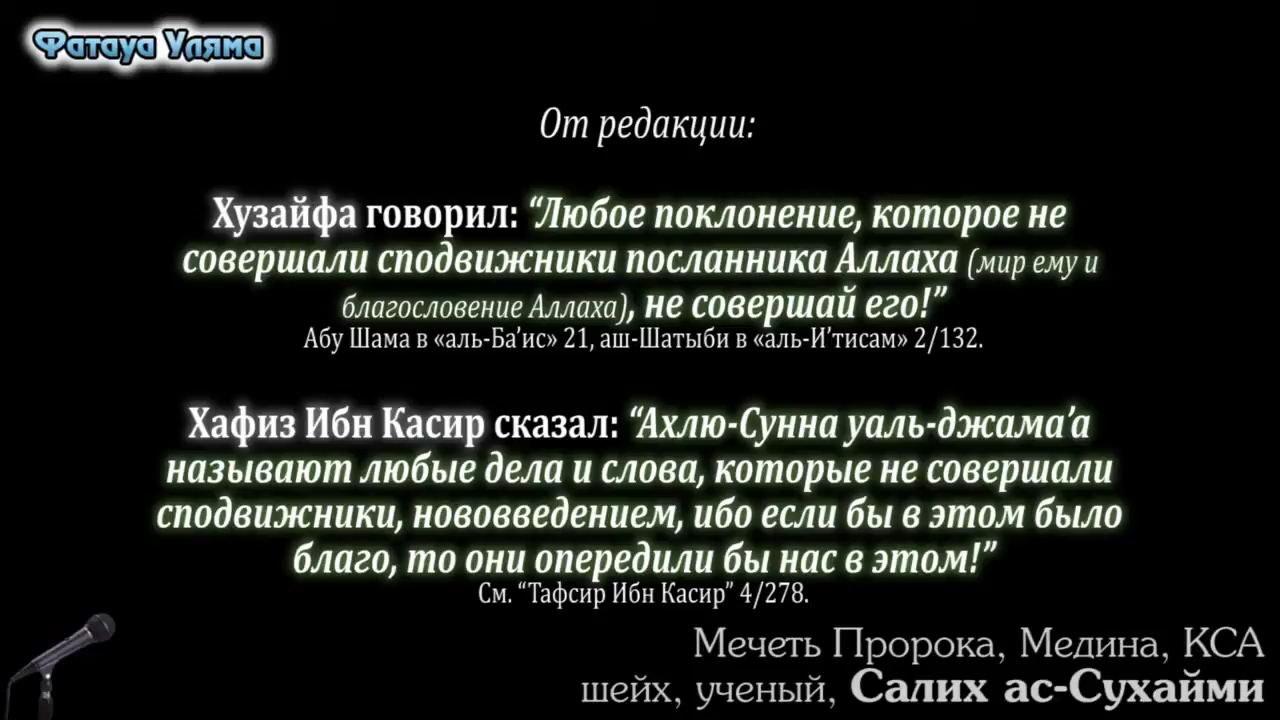 Фатауа Уляма
От редакции:
Хузайфа говорил: “Любое поклонение, которое не
совершали сподвижники посланника Аллаха (мир ему и
благословение Аллаха), не совершай его!”
Абу Шама в «аль-Ба’ис» 21, аш-Шатыби в «аль-И’тисам» 2/132.
Хафиз Ибн Касир сказал: “Ахлю-Сунна уаль-джама’а
называют любые дела и слова, которые не совершали
сподвижники, нововведением, ибо если бы в этом было
благо, то они опередили бы нас в этом!”
См. “Тафсир Ибн Касир” 4/278.
Мечеть Пророка, Медина, КСА
шейх, ученый, Салих ас-Сухайми